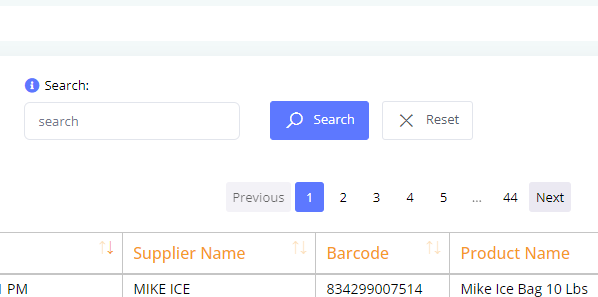 Search:
search Search Reset
Previous 1 2 3 4 5 ... 44 Next
Supplier Name Barcode Product Name
PM MIKE ICE 834299007514 Mike Ice Bag 10 Lbs